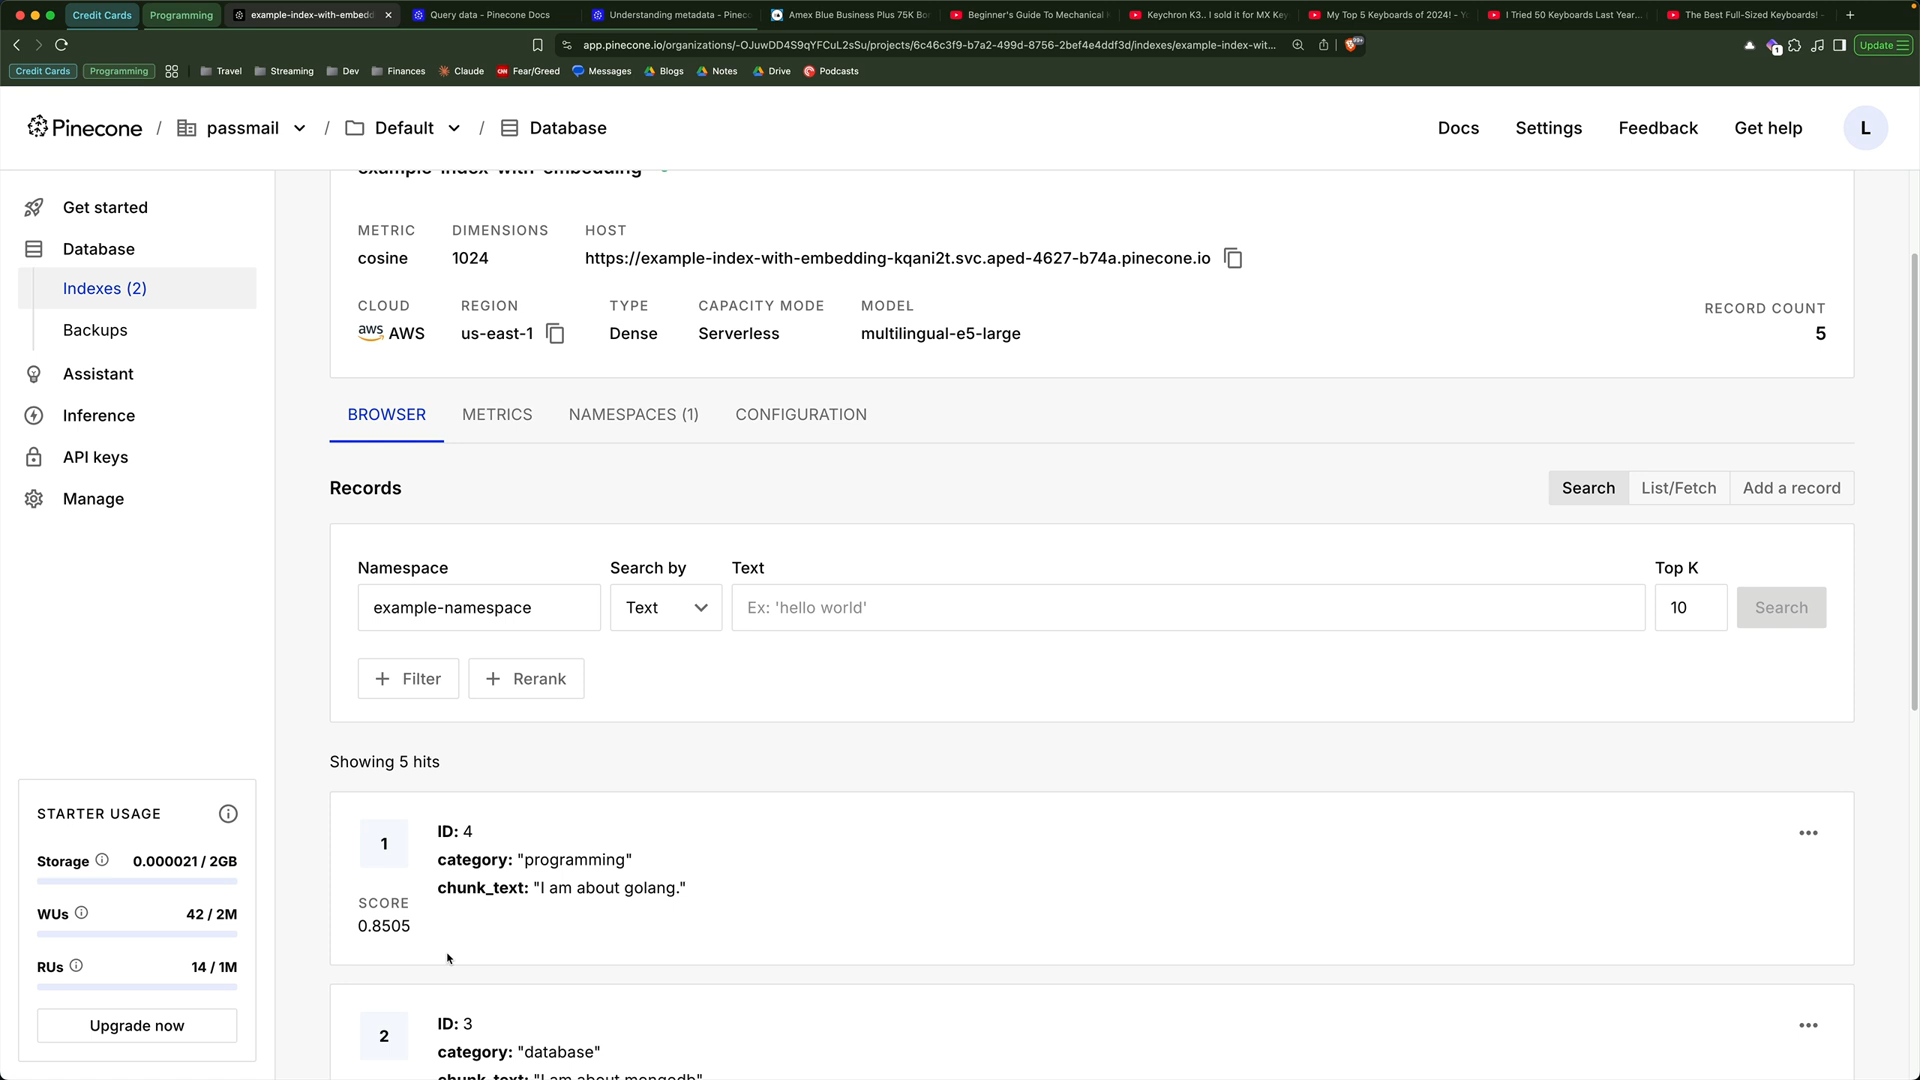 Credit Cards Programming example-index-with-embedd Query data - Pinecone Docs Understanding metadata - Pinec Amex Blue Business Plus 75K Bo Beginner's Guide To Mechanical Keychron K3.. I sold it for MX Key My Top 5 Keyboards of 2024! - Y I Tried 50 Keyboards Last Year... The Best Full-Sized Keyboards! -
app.pinecone.io/organizations/-OJuwDD4S9qYFCuL2sSu/projects/6c46c3f9-b7a2-499d-8756-2bef4e4ddf3d/indexes/example-index-wit... 99+ 1 Update
Credit Cards Programming Travel Streaming Dev Finances Claude Fear/Greed Messages Blogs Notes Drive Podcasts
Pinecone / passmail / Default / Database Docs Settings Feedback Get help L
example-index-with-embedding
Get started
Database
Indexes (2)
Backups
Assistant
Inference
API keys
Manage
METRIC DIMENSIONS HOST
cosine 1024 https://example-index-with-embedding-kqani2t.svc.aped-4627-b74a.pinecone.io
CLOUD REGION TYPE CAPACITY MODE MODEL RECORD COUNT
aws AWS us-east-1 Dense Serverless multilingual-e5-large 5
BROWSER METRICS NAMESPACES (1) CONFIGURATION
Records Search List/Fetch Add a record
Namespace Search by Text Top K
example-namespace Text Ex: 'hello world' 10 Search
+ Filter + Rerank
Showing 5 hits
1 ID: 4
category: "programming"
chunk_text: "I am about golang."
SCORE
0.8505
2 ID: 3
category: "database"
chunk_text: "I am about mongodb"
STARTER USAGE
Storage 0.000021 / 2GB
WUs 42 / 2M
RUs 14 / 1M
Upgrade now